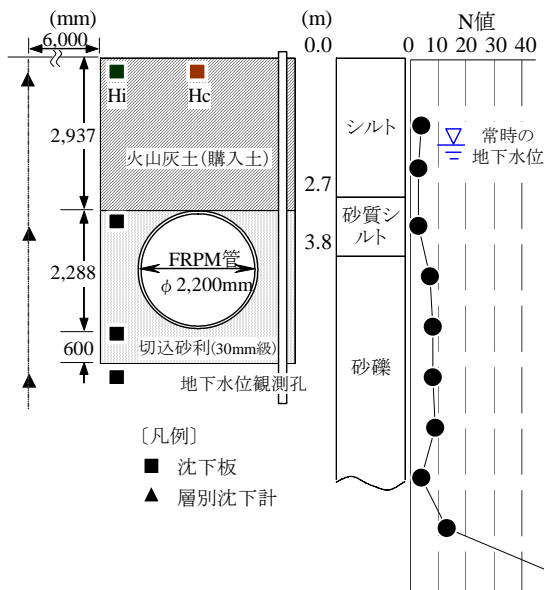 (mm)
6,000
Hi
Hc
2,937
火山灰土(購入土)
FRPM管
φ 2,200mm
2,288
切込砂利(30mm級)
600
地下水位観測孔
〔凡例〕
■ 沈下板
▲ 層別沈下計
(m)
0.0
シルト
2.7
砂質シ
ルト
3.8
砂礫
N値
0 10 20 30 40
常時の
地下水位